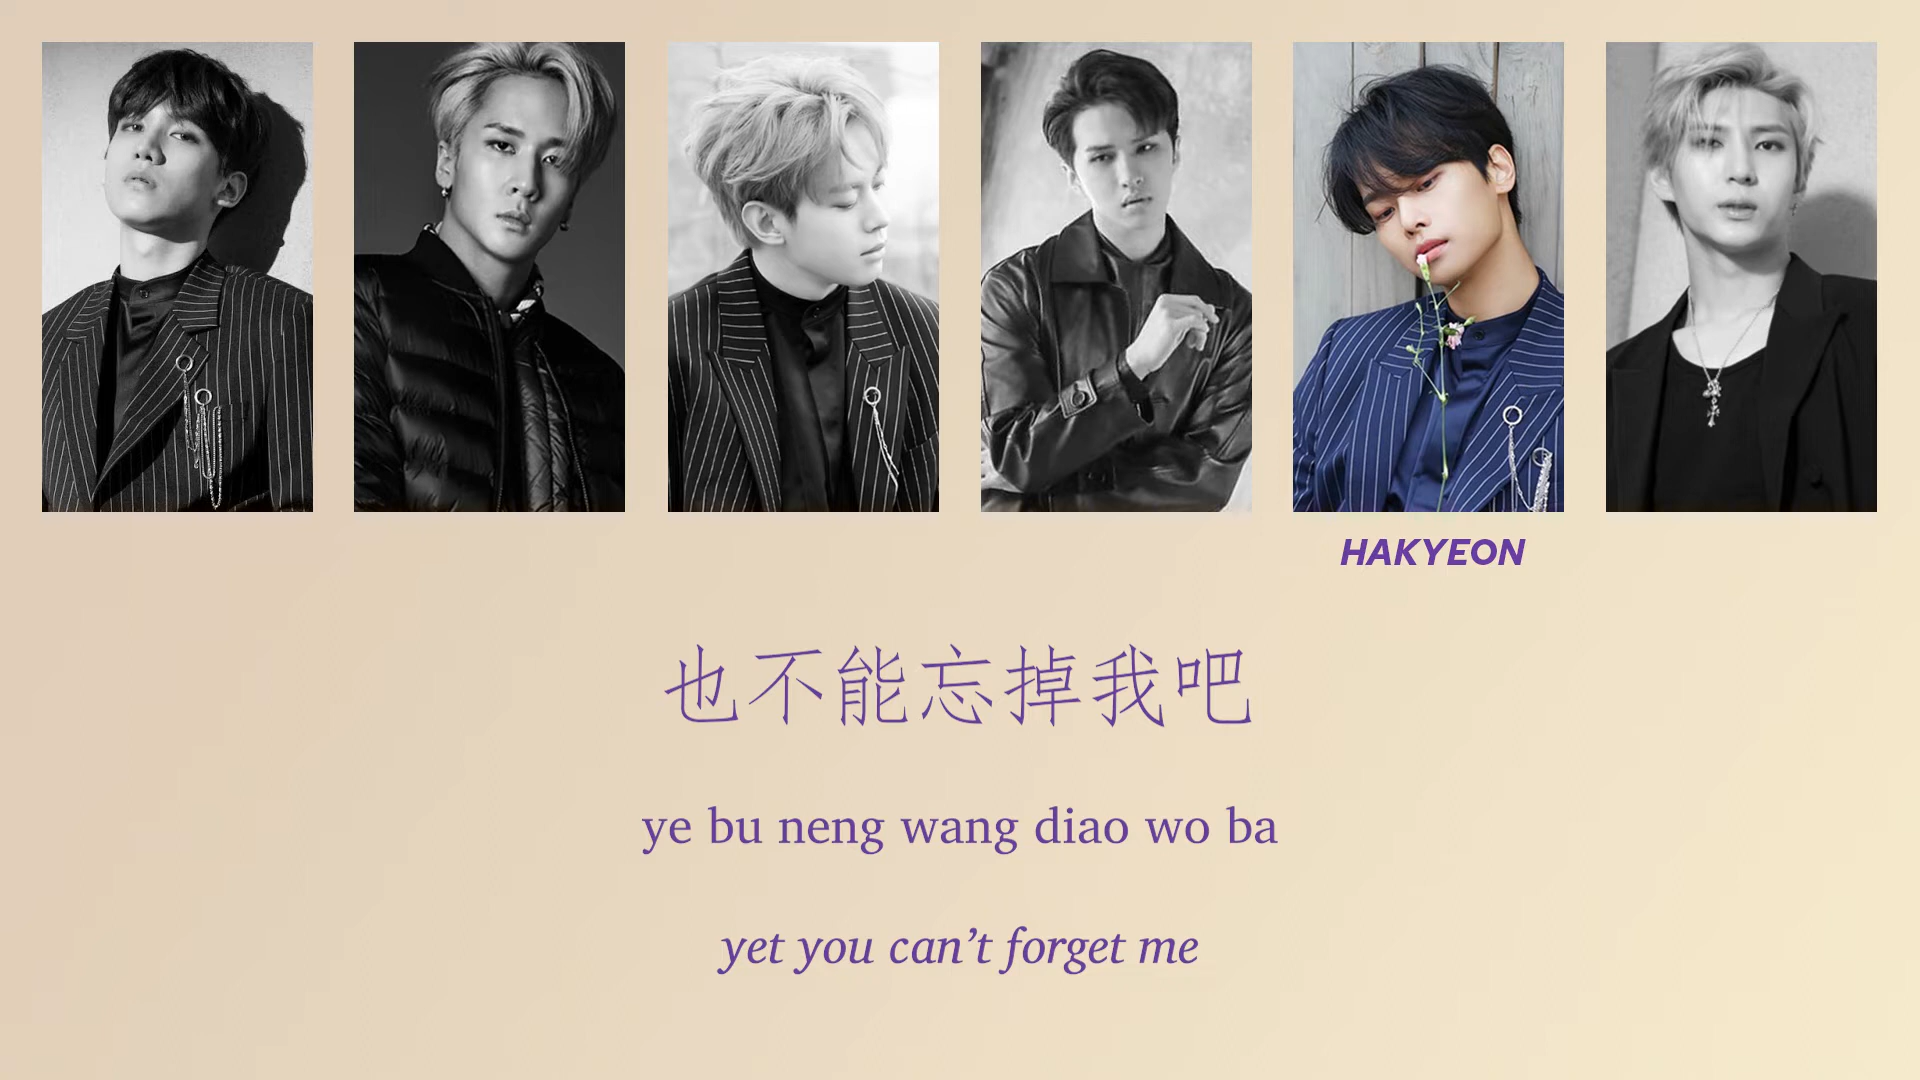 HAKYEON
也不能忘掉我吧
ye bu neng wang diao wo ba
yet you can’t forget me